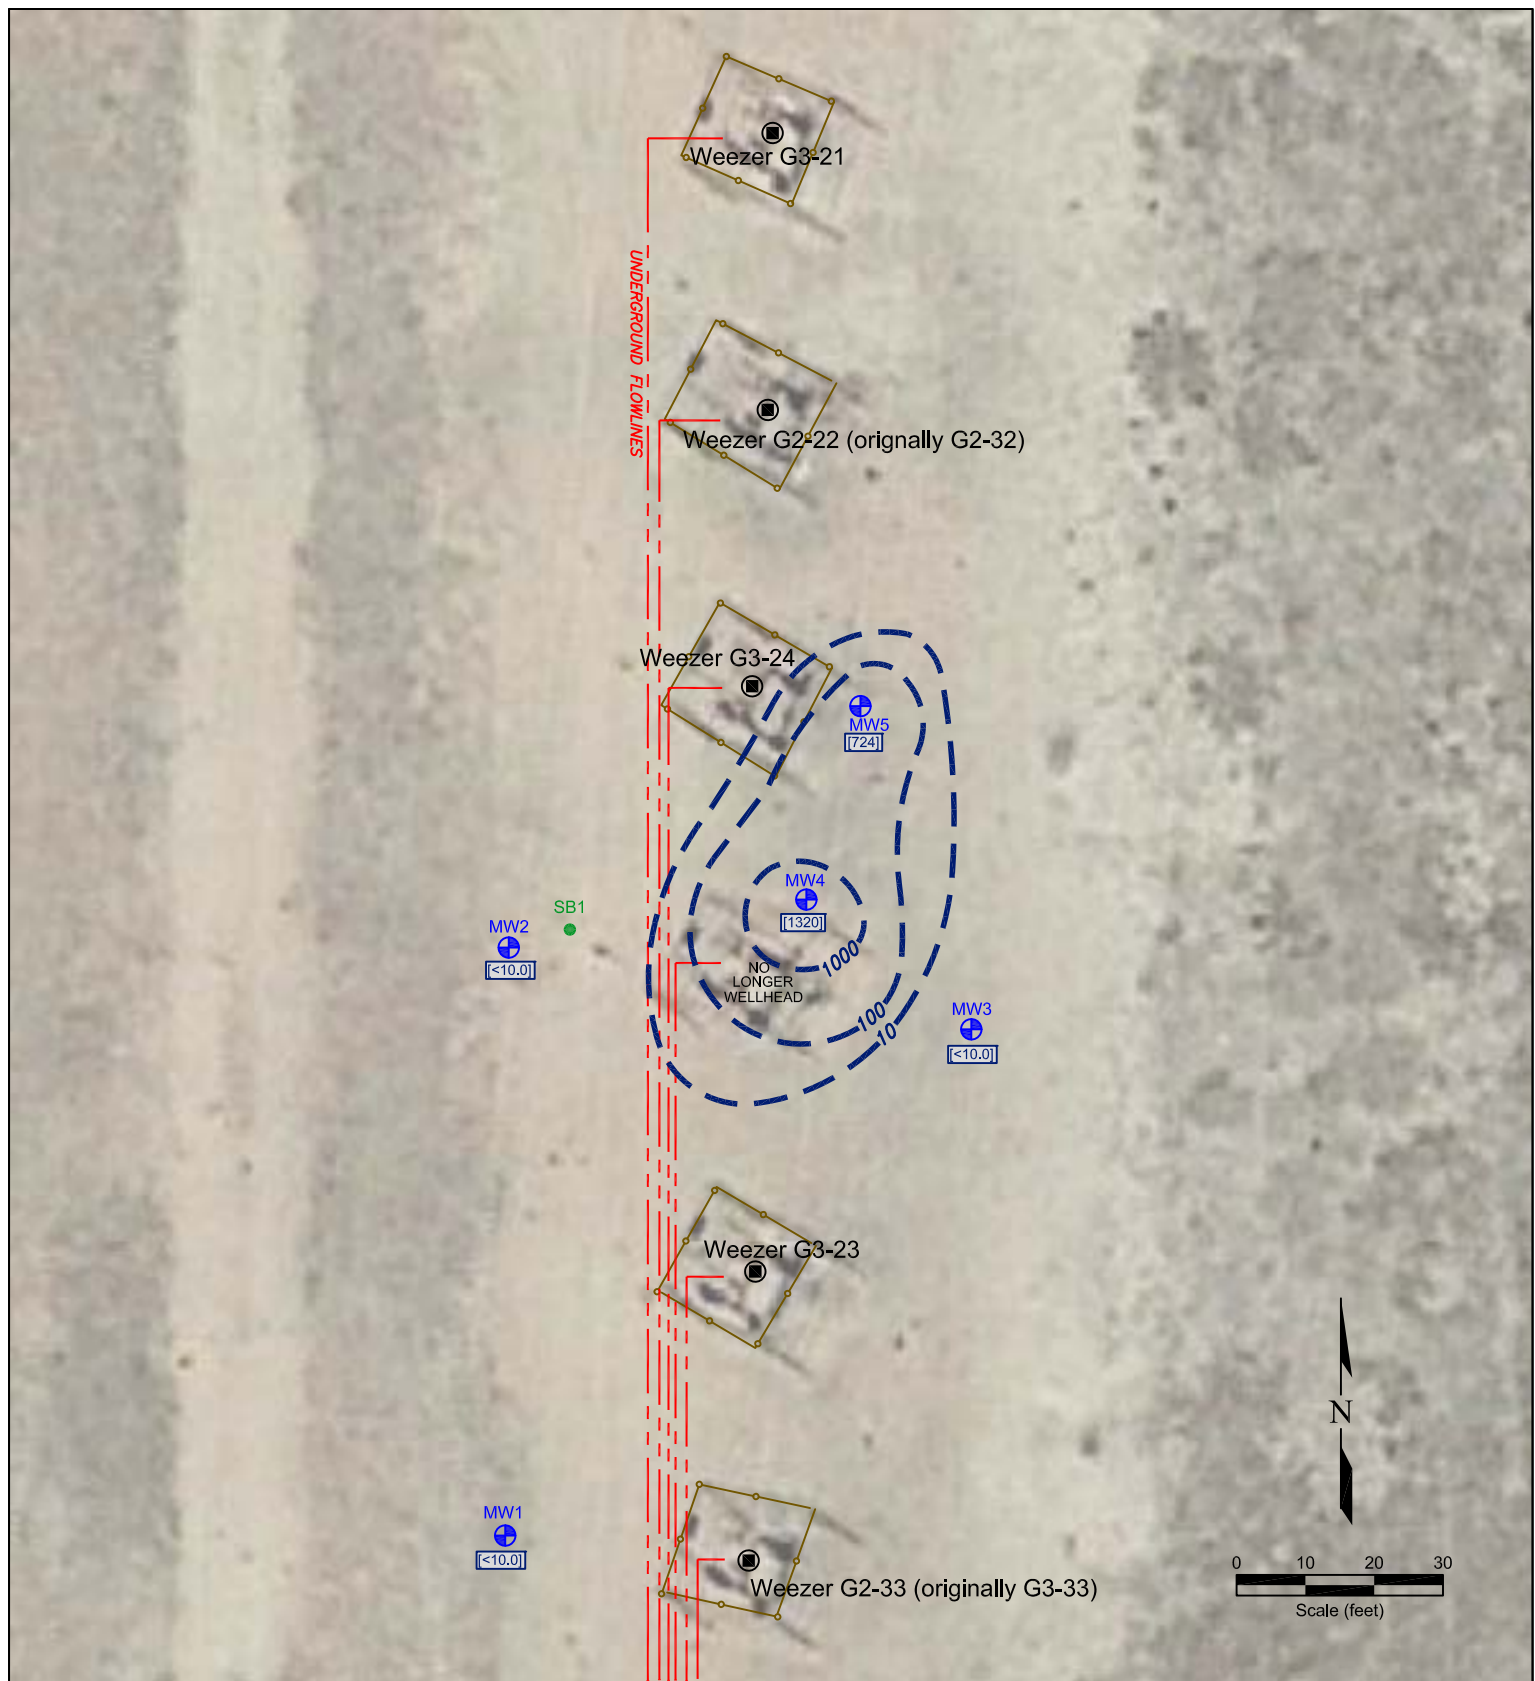 Weezer G3-21
UNDERGROUND FLOWLINES
Weezer G2-22 (orignally G2-32)
Weezer G3-24
MW5
[724]
MW4
[1320]
SB1
MW2
[<10.0]
1000
NO
LONGER
WELLHEAD
100
10
MW3
[<10.0]
Weezer G3-23
N
MW1
[<10.0]
Weezer G2-33 (originally G3-33)
0 10 20 30
Scale (feet)